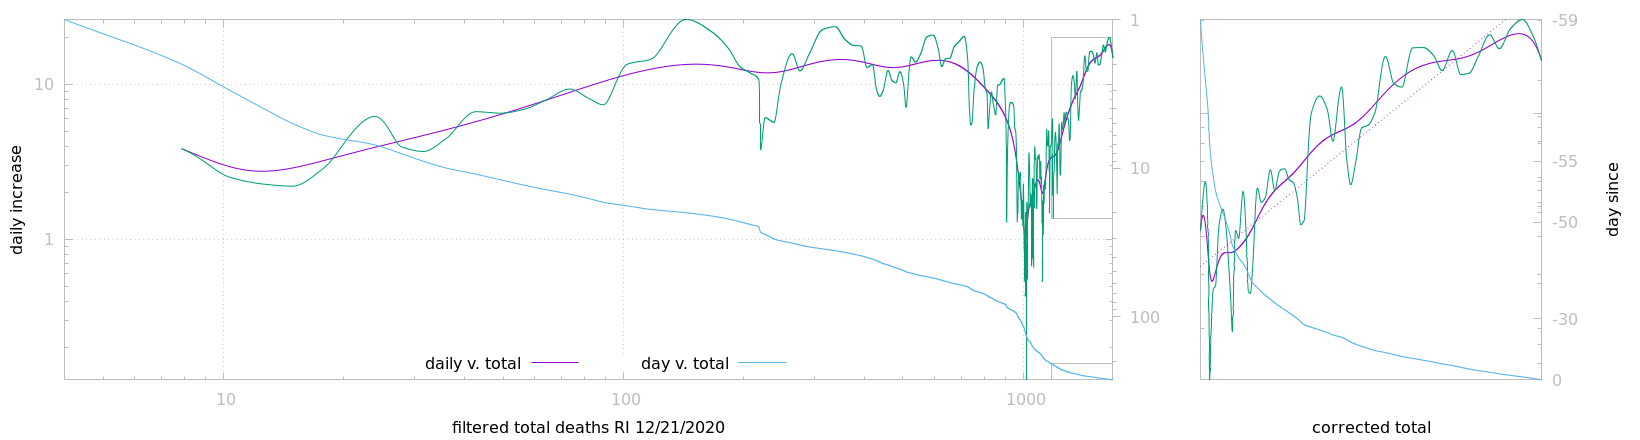 daily increase
10
1
10
100
1000
filtered total deaths RI 12/21/2020
daily v. total
day v. total
1
10
100
-59
-55
-50
-30
0
day since
corrected total